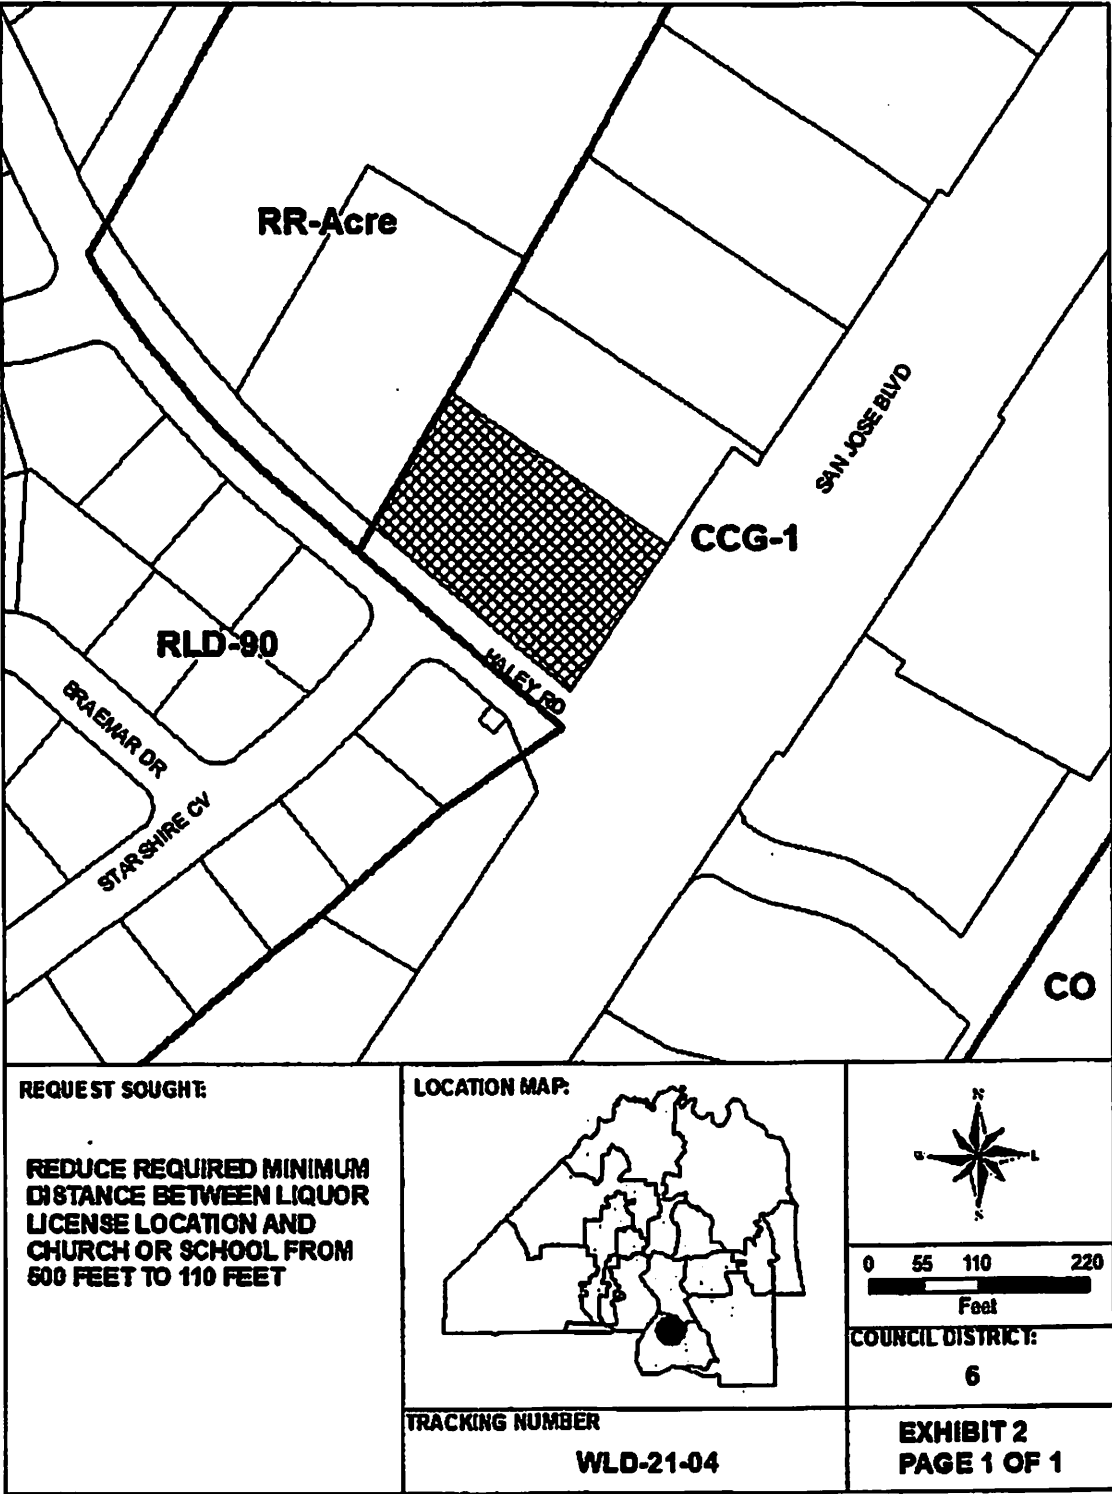 RR-Acre
SAN JOSE BLVD
CCG-1
RLD-90
HALEY RD
BRAEMAR DR
STARSHIRE CV
CO
REQUEST SOUGHT:
REDUCE REQUIRED MINIMUM
DISTANCE BETWEEN LIQUOR
LICENSE LOCATION AND
CHURCH OR SCHOOL FROM
500 FEET TO 110 FEET
LOCATION MAP:
N
S
0 55 110 220
Feet
COUNCIL DISTRICT:
6
TRACKING NUMBER
WLD-21-04
EXHIBIT 2
PAGE 1 OF 1